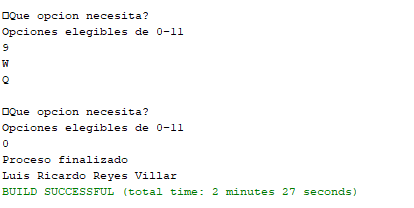 □Que opcion necesita?
Opciones elegibles de 0-11
9
W
Q
□Que opcion necesita?
Opciones elegibles de 0-11
0
Proceso finalizado
Luis Ricardo Reyes Villar
BUILD SUCCESSFUL (total time: 2 minutes 27 seconds)